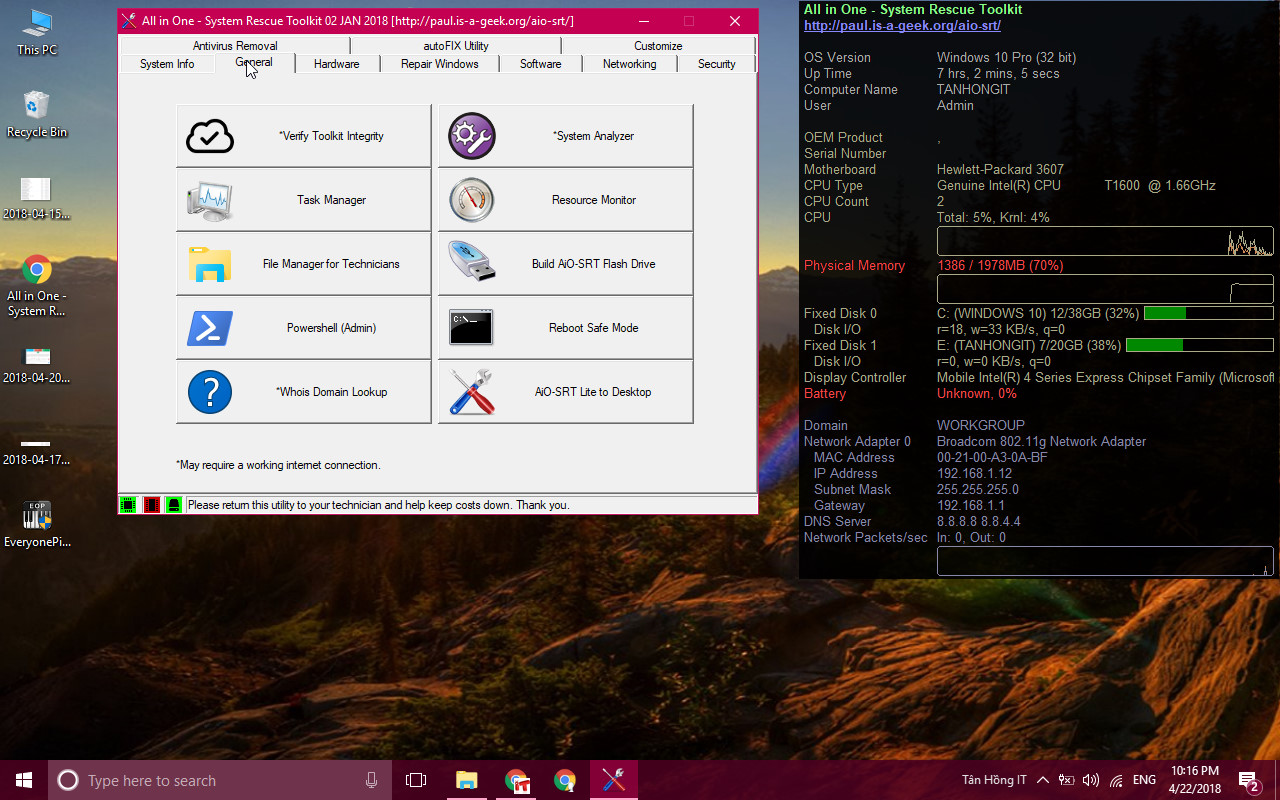 This PC
Recycle Bin
2018-04-15...
All in One - System R...
2018-04-20...
2018-04-17...
EOP
EveryonePi...
All in One - System Rescue Toolkit 02 JAN 2018 [http://paul.is-a-geek.org/aio-srt/]
Antivirus Removal autoFIX Utility Customize
System Info General Hardware Repair Windows Software Networking Security
*Verify Toolkit Integrity
*System Analyzer
Task Manager
Resource Monitor
File Manager for Technicians
Build AiO-SRT Flash Drive
Powershell (Admin)
C:\_
Reboot Safe Mode
*Whois Domain Lookup
AiO-SRT Lite to Desktop
*May require a working internet connection.
Please return this utility to your technician and help keep costs down. Thank you.
All in One - System Rescue Toolkit
http://paul.is-a-geek.org/aio-srt/
OS Version Windows 10 Pro (32 bit)
Up Time 7 hrs, 2 mins, 5 secs
Computer Name TANHONGIT
User Admin
OEM Product ,
Serial Number
Motherboard Hewlett-Packard 3607
CPU Type Genuine Intel(R) CPU T1600 @ 1.66GHz
CPU Count 2
CPU Total: 5%, Krnl: 4%
Physical Memory 1386 / 1978MB (70%)
Fixed Disk 0 C: (WINDOWS 10) 12/38GB (32%)
Disk I/O r=18, w=33 KB/s, q=0
Fixed Disk 1 E: (TANHONGIT) 7/20GB (38%)
Disk I/O r=0, w=0 KB/s, q=0
Display Controller Mobile Intel(R) 4 Series Express Chipset Family (Microsoft
Battery Unknown, 0%
Domain WORKGROUP
Network Adapter 0 Broadcom 802.11g Network Adapter
MAC Address 00-21-00-A3-0A-BF
IP Address 192.168.1.12
Subnet Mask 255.255.255.0
Gateway 192.168.1.1
DNS Server 8.8.8.8 8.8.4.4
Network Packets/sec In: 0, Out: 0
Type here to search
Tân Hồng IT
ENG
10:16 PM
4/22/2018
2